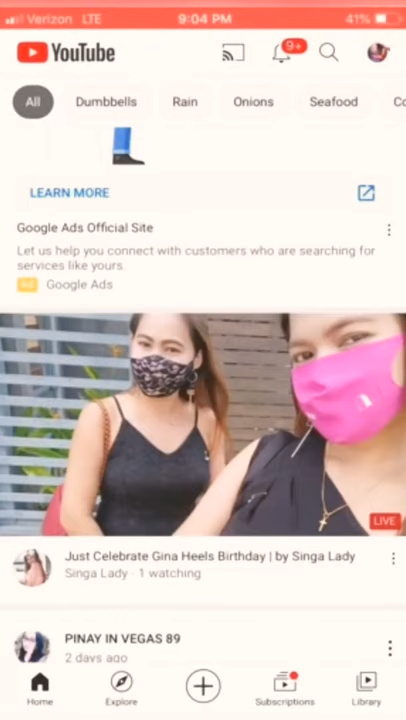 Verizon LTE 9:04 PM 41%
YouTube 9+
All Dumbbells Rain Onions Seafood Co
LEARN MORE
Google Ads Official Site
Let us help you connect with customers who are searching for
services like yours.
Ad Google Ads
LIVE
Just Celebrate Gina Heels Birthday | by Singa Lady
Singa Lady · 1 watching
PINAY IN VEGAS 89
2 days ago
Home Explore Subscriptions Library